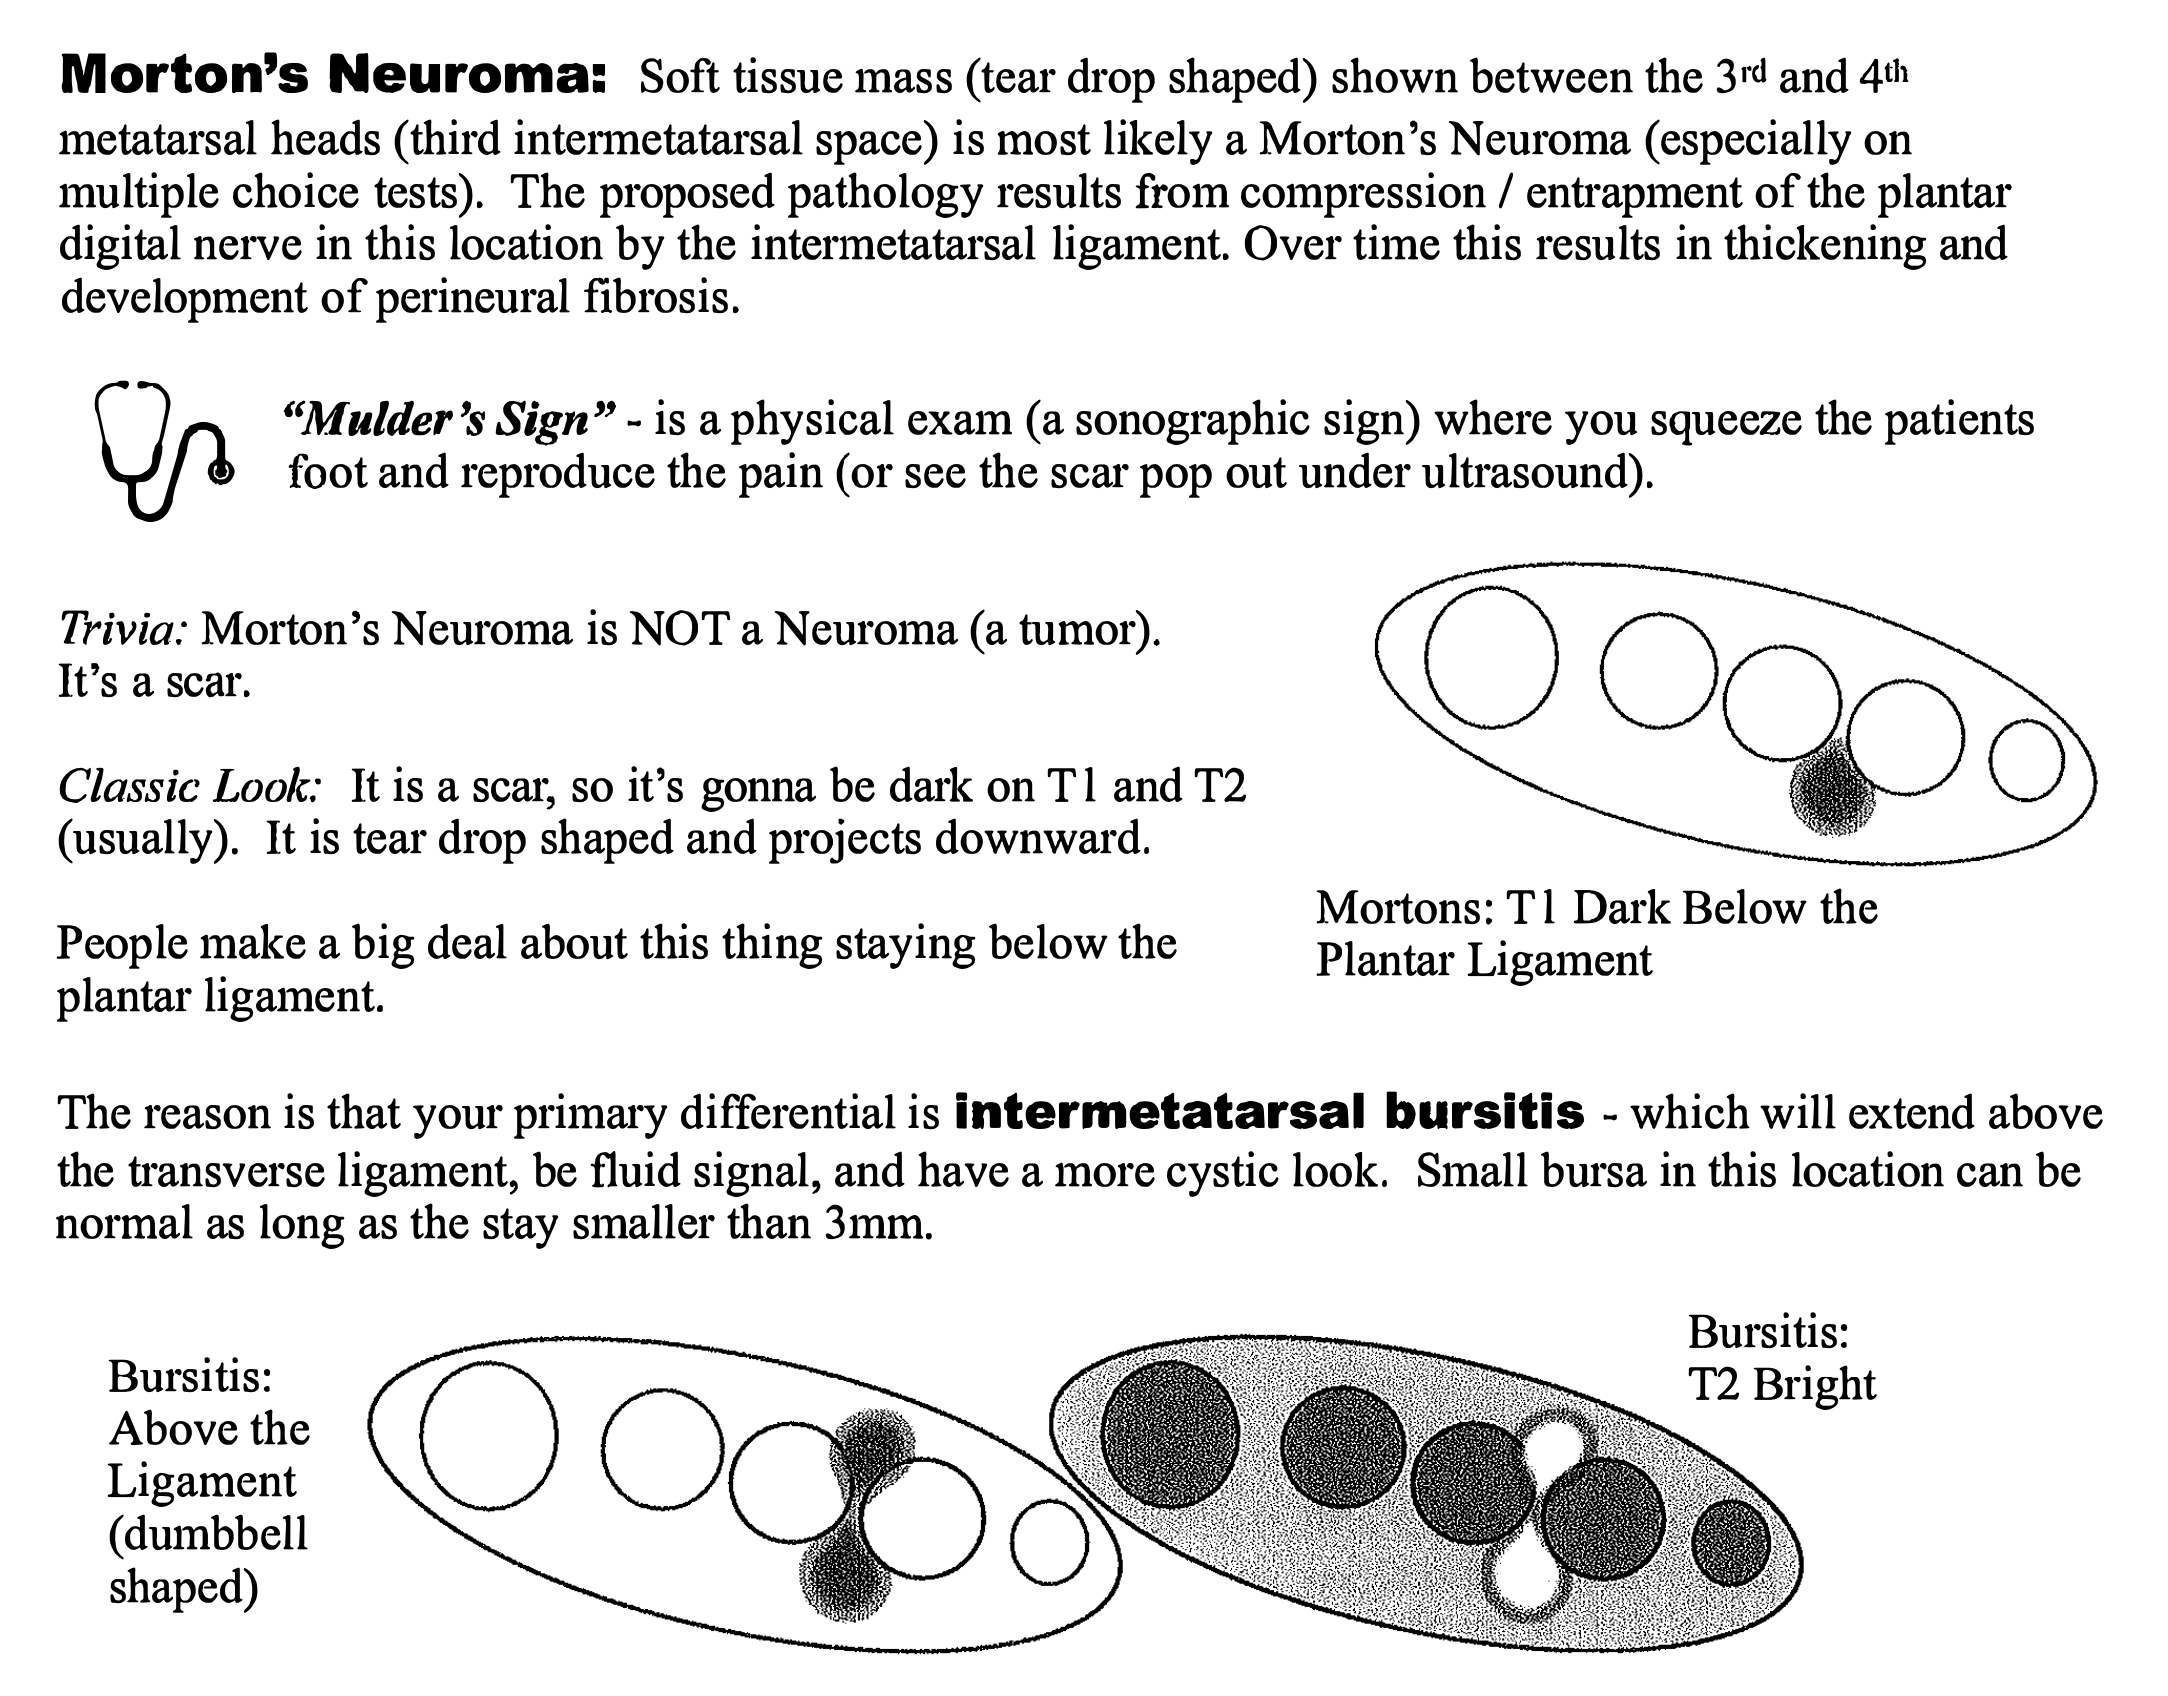 Morton's Neuroma: Soft tissue mass (tear drop shaped) shown between the 3rd and 4th
metatarsal heads (third intermetatarsal space) is most likely a Morton's Neuroma (especially on
multiple choice tests). The proposed pathology results from compression / entrapment of the plantar
digital nerve in this location by the intermetatarsal ligament. Over time this results in thickening and
development of perineural fibrosis.
“Mulder's Sign” - is a physical exam (a sonographic sign) where you squeeze the patients
foot and reproduce the pain (or see the scar pop out under ultrasound).
Trivia: Morton's Neuroma is NOT a Neuroma (a tumor).
It's a scar.
Classic Look: It is a scar, so it's gonna be dark on T1 and T2
(usually). It is tear drop shaped and projects downward.
People make a big deal about this thing staying below the
plantar ligament.
Mortons: T1 Dark Below the
Plantar Ligament
The reason is that your primary differential is intermetatarsal bursitis - which will extend above
the transverse ligament, be fluid signal, and have a more cystic look. Small bursa in this location can be
normal as long as the stay smaller than 3mm.
Bursitis:
Above the
Ligament
(dumbbell
shaped)
Bursitis:
T2 Bright